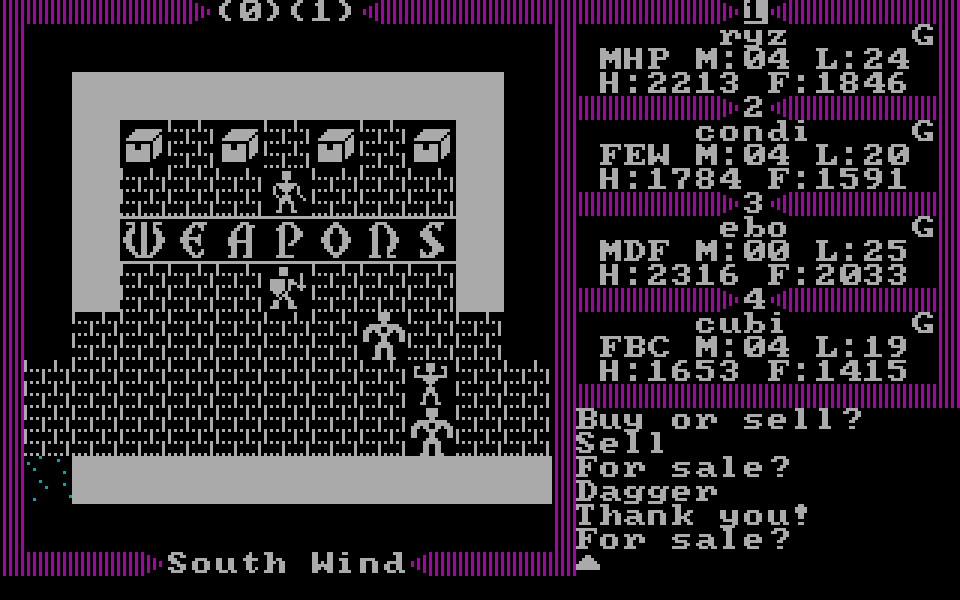 (0)(1)
WEAPONS
South Wind
1
ryz G
MHP M:04 L:24
H:2213 F:1846
2
condi G
FEW M:04 L:20
H:1784 F:1591
3
ebo G
MDF M:00 L:25
H:2316 F:2033
4
cubi G
FBC M:04 L:19
H:1653 F:1415
Buy or sell?
Sell
For sale?
Dagger
Thank you!
For sale?